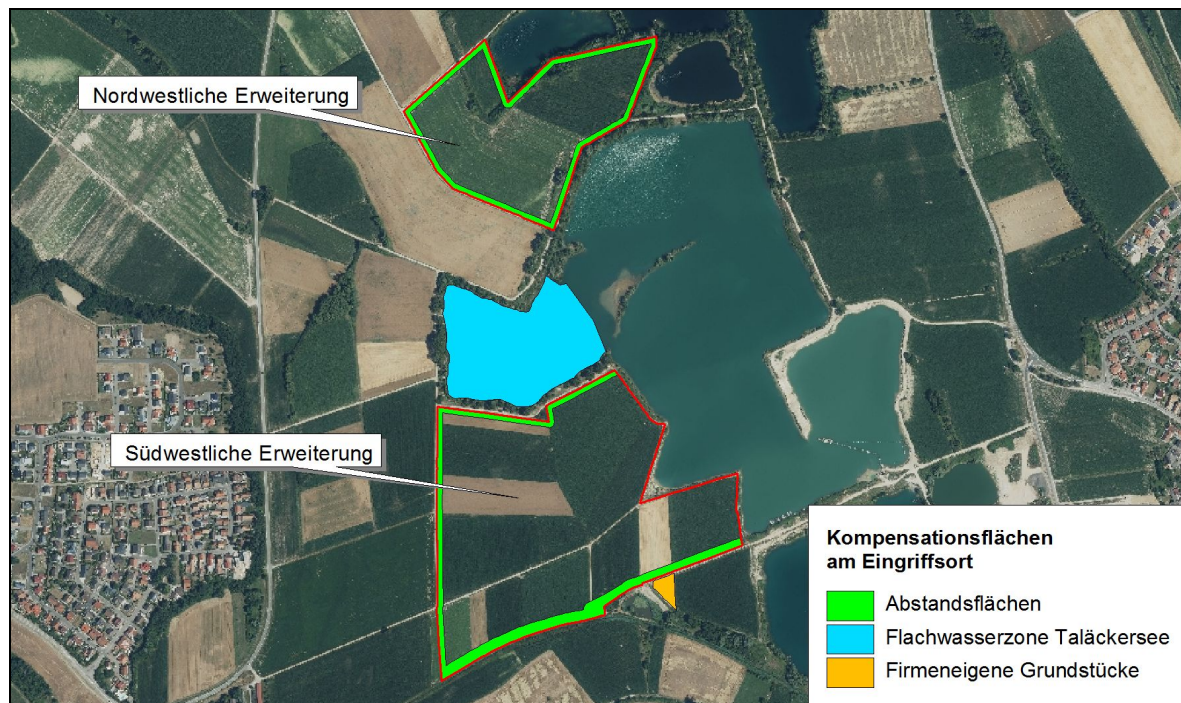 Nordwestliche Erweiterung
Südwestliche Erweiterung
Kompensationsflächen
am Eingriffsort
Abstandsflächen
Flachwasserzone Taläckersee
Firmeneigene Grundstücke